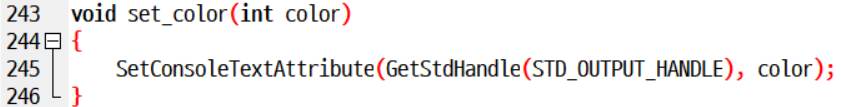 243 void set_color(int color)
244 {
245 SetConsoleTextAttribute(GetStdHandle(STD_OUTPUT_HANDLE), color);
246 }